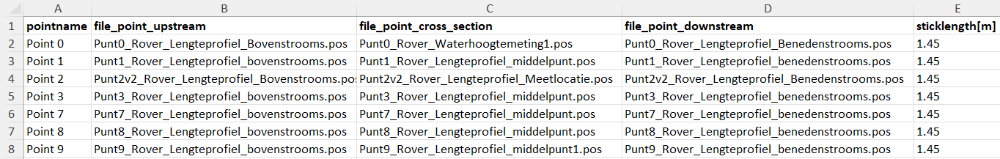 A B C D E
1 pointname file_point_upstream file_point_cross_section file_point_downstream sticklength[m]
2 Point 0 Punt0_Rover_Lengteprofiel_Bovenstrooms.pos Punt0_Rover_Waterhoogtemeting1.pos Punt0_Rover_Lengteprofiel_Benedenstrooms.pos 1.45
3 Point 1 Punt1_Rover_Lengteprofiel_bovenstrooms.pos Punt1_Rover_Lengteprofiel_middelpunt.pos Punt1_Rover_Lengteprofiel_benedenstrooms.pos 1.45
4 Point 2 Punt2v2_Rover_Lengteprofiel_Bovenstrooms.pos Punt2v2_Rover_Lengteprofiel_Meetlocatie.pos Punt2v2_Rover_Lengteprofiel_Benedenstrooms.pos 1.45
5 Point 3 Punt3_Rover_Lengteprofiel_bovenstrooms.pos Punt3_Rover_Lengteprofiel_middelpunt.pos Punt3_Rover_Lengteprofiel_benedenstrooms.pos 1.45
6 Point 7 Punt7_Rover_Lengteprofiel_bovenstrooms.pos Punt7_Rover_Lengteprofiel_middelpunt.pos Punt7_Rover_Lengteprofiel_benedenstrooms.pos 1.45
7 Point 8 Punt8_Rover_Lengteprofiel_bovenstrooms.pos Punt8_Rover_Lengteprofiel_middelpunt.pos Punt8_Rover_Lengteprofiel_benedenstrooms.pos 1.45
8 Point 9 Punt9_Rover_Lengteprofiel_bovenstrooms.pos Punt9_Rover_Lengteprofiel_middelpunt1.pos Punt9_Rover_Lengteprofiel_benedenstrooms.pos 1.45